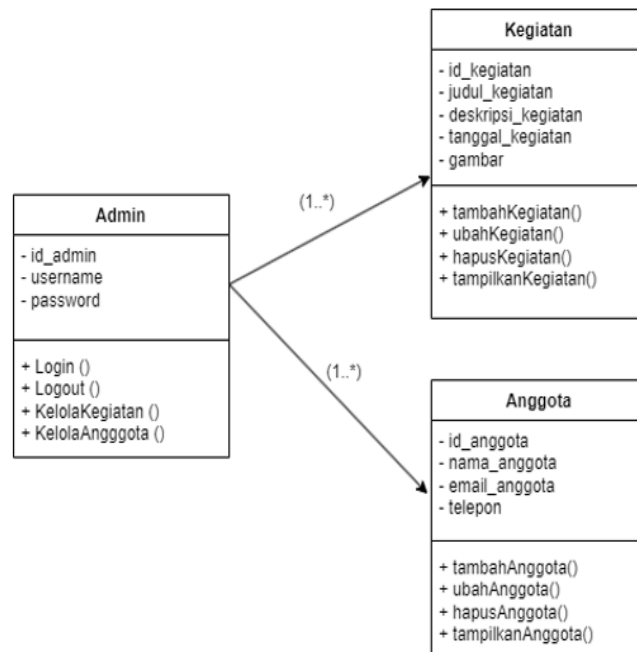 Kegiatan
- id_kegiatan
- judul_kegiatan
- deskripsi_kegiatan
- tanggal_kegiatan
- gambar
+ tambahKegiatan()
+ ubahKegiatan()
+ hapusKegiatan()
+ tampilkanKegiatan()
(1..*)
Admin
- id_admin
- username
- password
+ Login ()
+ Logout ()
+ KelolaKegiatan ()
+ KelolaAngggota ()
(1..*)
Anggota
- id_anggota
- nama_anggota
- email_anggota
- telepon
+ tambahAnggota()
+ ubahAnggota()
+ hapusAnggota()
+ tampilkanAnggota()